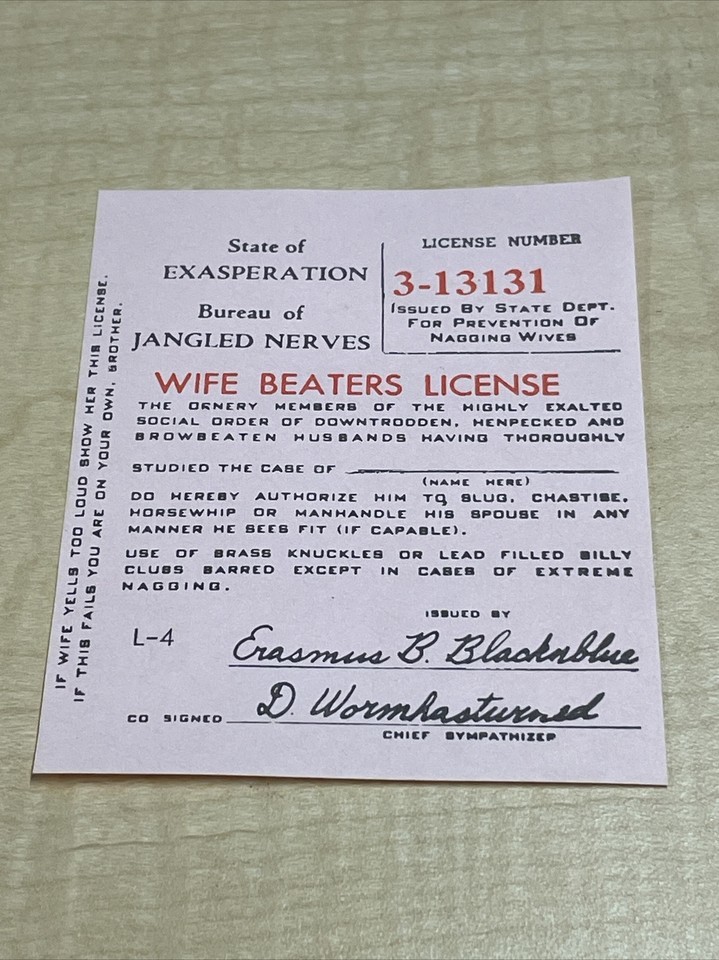 State of
EXASPERATION
Bureau of
JANGLED NERVES
LICENSE NUMBER
3-13131
ISSUED BY STATE DEPT.
FOR PREVENTION OF
NAGGING WIVES
WIFE BEATERS LICENSE
THE ORNERY MEMBERS OF THE HIGHLY EXALTED
SOCIAL ORDER OF DOWNTRODDEN, HENPECKED AND
BROWBEATEN HUSBANDS HAVING THOROUGHLY
STUDIED THE CASE OF
(NAME HERE)
DO HEREBY AUTHORIZE HIM TO SLUG, CHASTISE,
HORSEWHIP OR MANHANDLE HIS SPOUSE IN ANY
MANNER HE SEES FIT (IF CAPABLE).
USE OF BRASS KNUCKLES OR LEAD FILLED BILLY
CLUBS BARRED EXCEPT IN CASES OF EXTREME
NAGGING.
ISSUED BY
L-4
Erasmus B. Blacknblue
CO SIGNED D. Wormhasturned
CHIEF SYMPATHIZER
IF WIFE YELLS TOO LOUD SHOW HER THIS LICENSE.
IF THIS FAILS YOU ARE ON YOUR OWN, BROTHER.